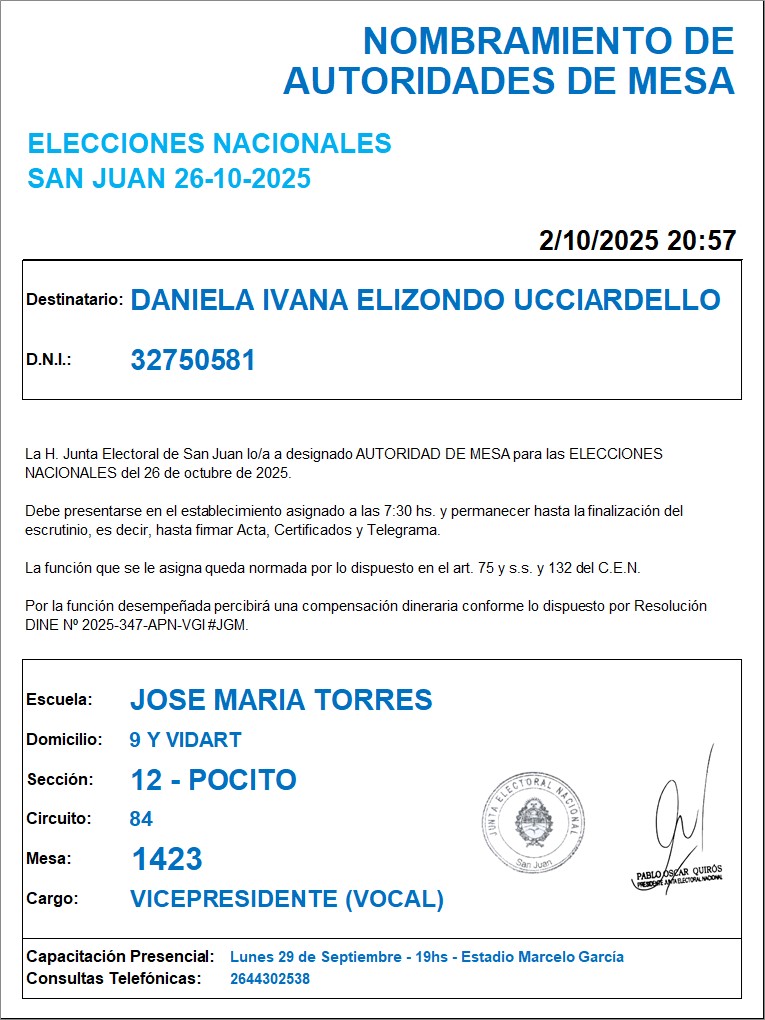 NOMBRAMIENTO DE
AUTORIDADES DE MESA
ELECCIONES NACIONALES
SAN JUAN 26-10-2025
2/10/2025 20:57
Destinatario: DANIELA IVANA ELIZONDO UCCIARDELLO
D.N.I.: 32750581
La H. Junta Electoral de San Juan lo/a a designado AUTORIDAD DE MESA para las ELECCIONES
NACIONALES del 26 de octubre de 2025.
Debe presentarse en el establecimiento asignado a las 7:30 hs. y permanecer hasta la finalización del
escrutinio, es decir, hasta firmar Acta, Certificados y Telegrama.
La función que se le asigna queda normada por lo dispuesto en el art. 75 y s.s. y 132 del C.E.N.
Por la función desempeñada percibirá una compensación dineraria conforme lo dispuesto por Resolución
DINE Nº 2025-347-APN-VGI#JGM.
Escuela: JOSE MARIA TORRES
Domicilio: 9 Y VIDART
Sección: 12 - POCITO
Circuito: 84
Mesa: 1423
Cargo: VICEPRESIDENTE (VOCAL)
JUNTA ELECTORAL NACIONAL
San Juan
PABLO OSCAR QUIRÓS
PRESIDENTE JUNTA ELECTORAL NACIONAL
Capacitación Presencial: Lunes 29 de Septiembre - 19hs - Estadio Marcelo García
Consultas Telefónicas: 2644302538